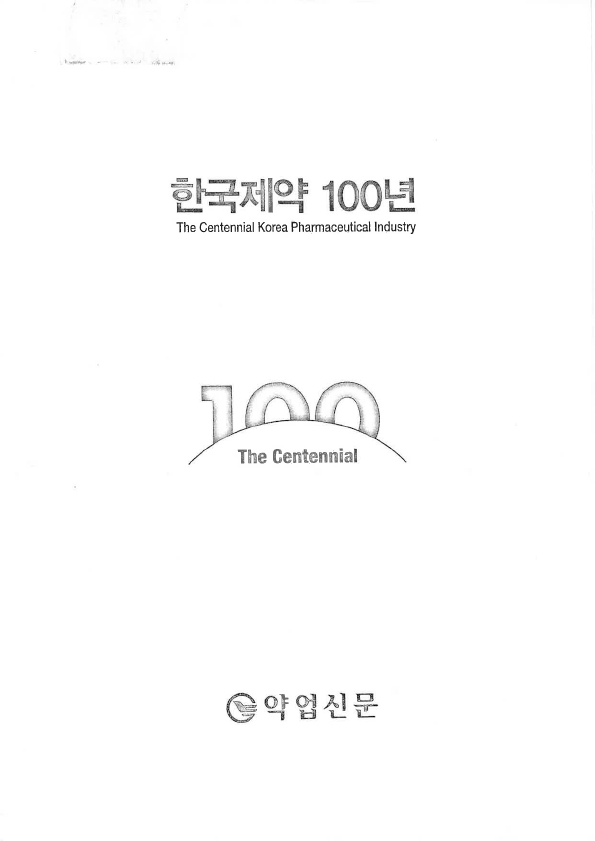 한국제약 100년
The Centennial Korea Pharmaceutical Industry
100
The Centennial
약업신문